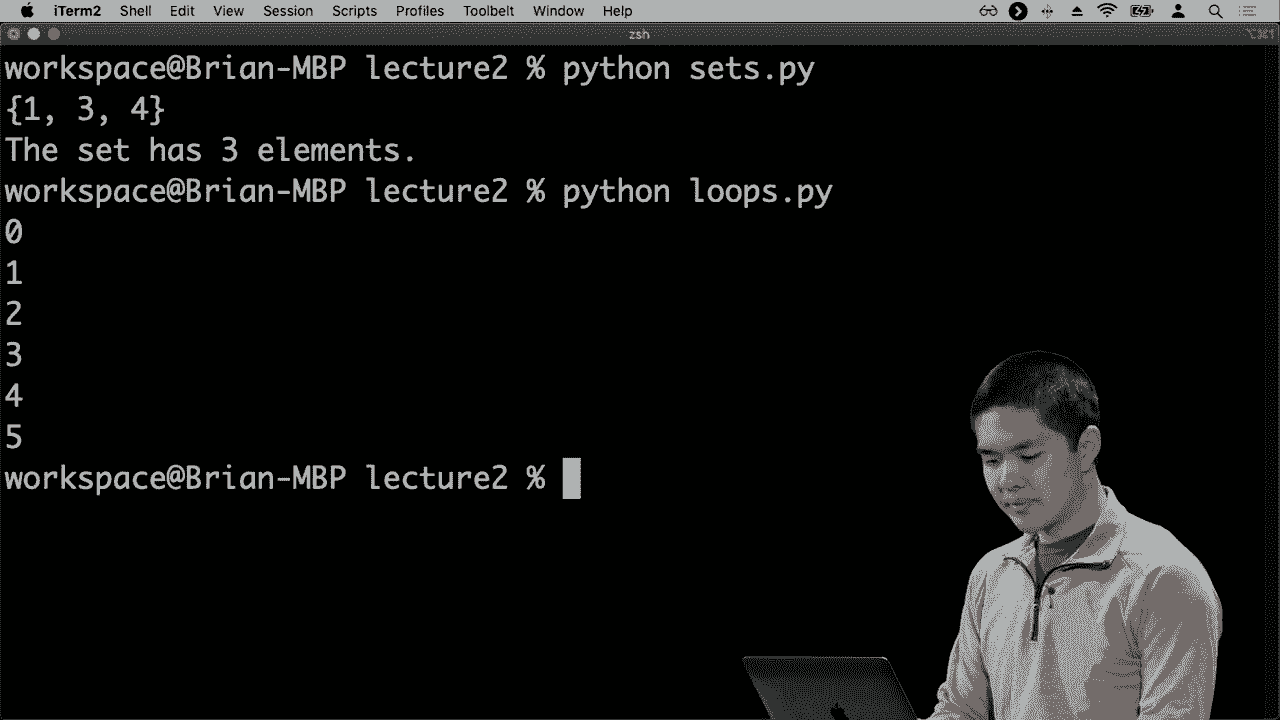 iTerm2 Shell Edit View Session Scripts Profiles Toolbelt Window Help
zsh
workspace@Brian-MBP lecture2 % python sets.py
{1, 3, 4}
The set has 3 elements.
workspace@Brian-MBP lecture2 % python loops.py
0
1
2
3
4
5
workspace@Brian-MBP lecture2 %